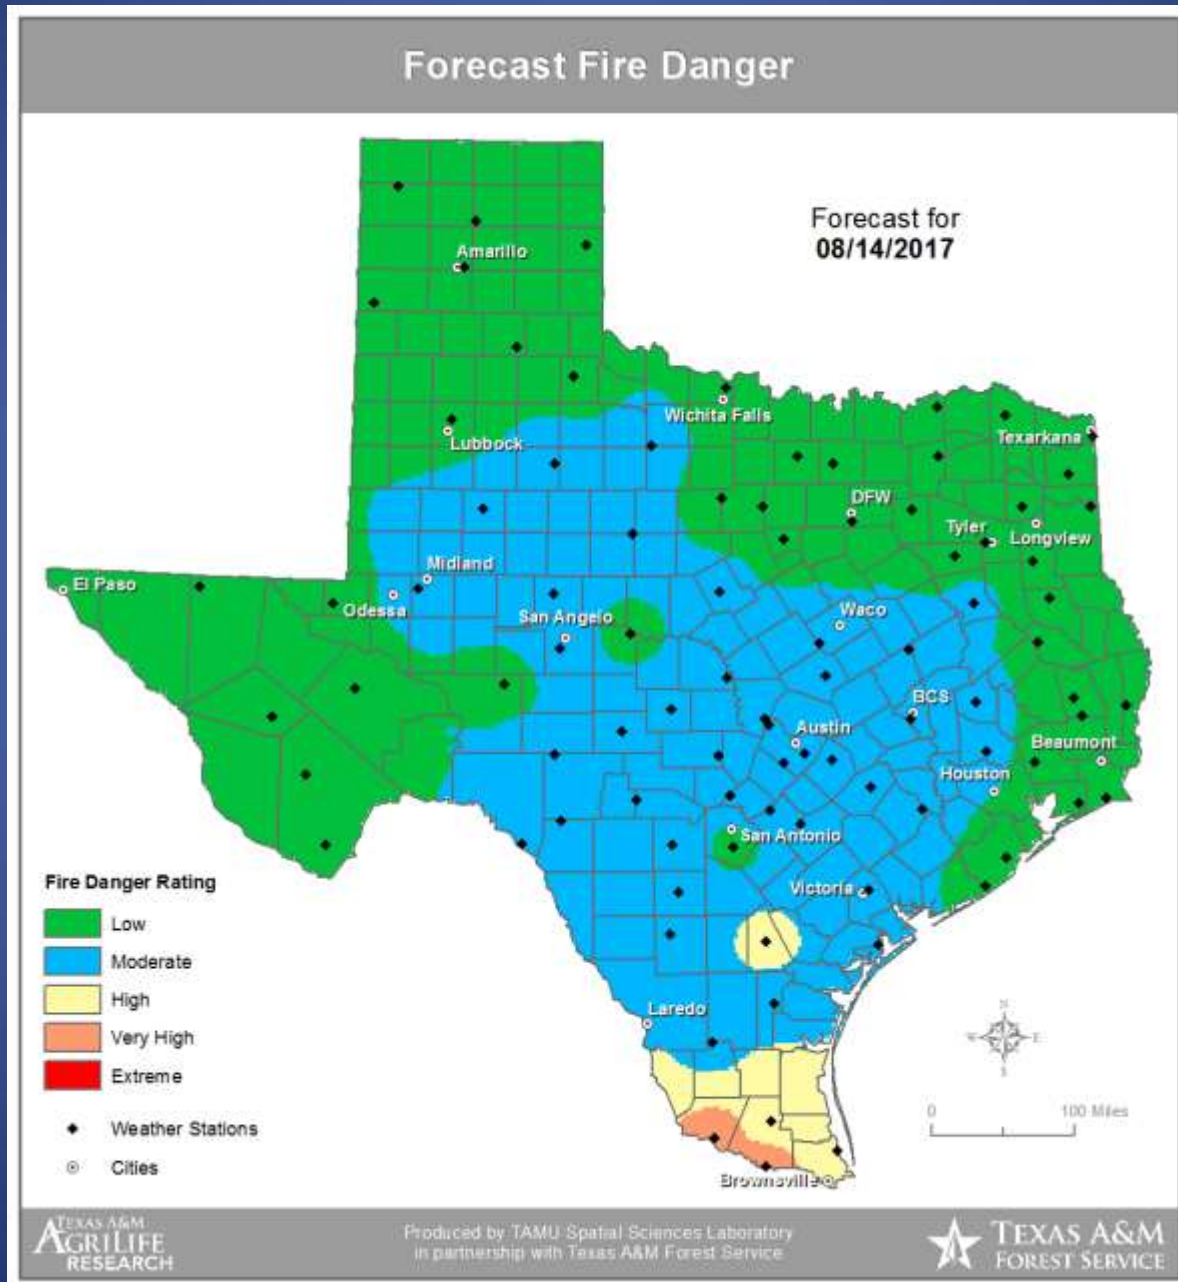 Forecast Fire Danger
Forecast for
08/14/2017
Amarillo
Wichita Falls
Lubbock
Texarkana
DFW
Tyler
Longview
Midland
El Paso
Odessa
San Angelo
Waco
BCS
Austin
Beaumont
Houston
San Antonio
Victoria
Laredo
Brownsville
Fire Danger Rating
Low
Moderate
High
Very High
Extreme
Weather Stations
Cities
N
W
E
S
0
100 Miles
TEXAS A&M
AGRILIFE
RESEARCH
Produced by TAMU Spatial Sciences Laboratory
in partnership with Texas A&M Forest Service
TEXAS A&M
FOREST SERVICE